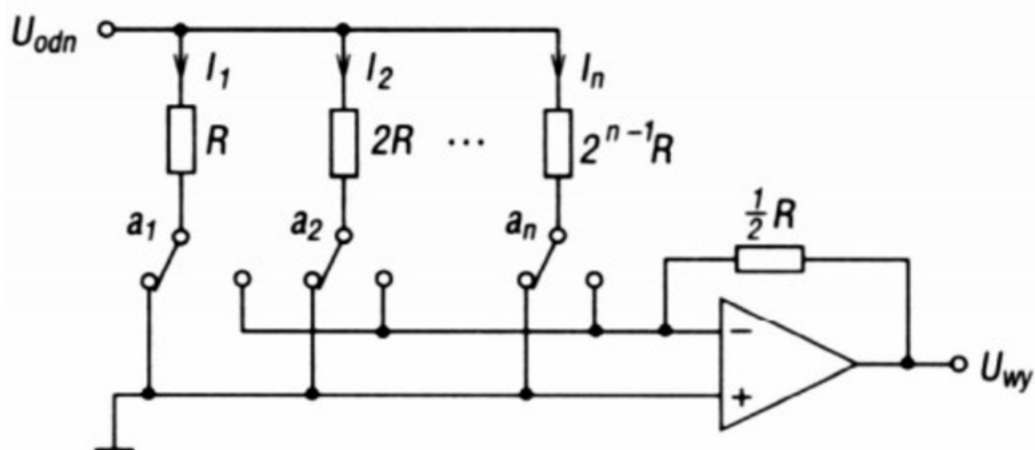 U_odn
I_1
I_2
I_n
R
2R
...
2^{n-1}R
a_1
a_2
a_n
1/2 R
−
+
U_wy